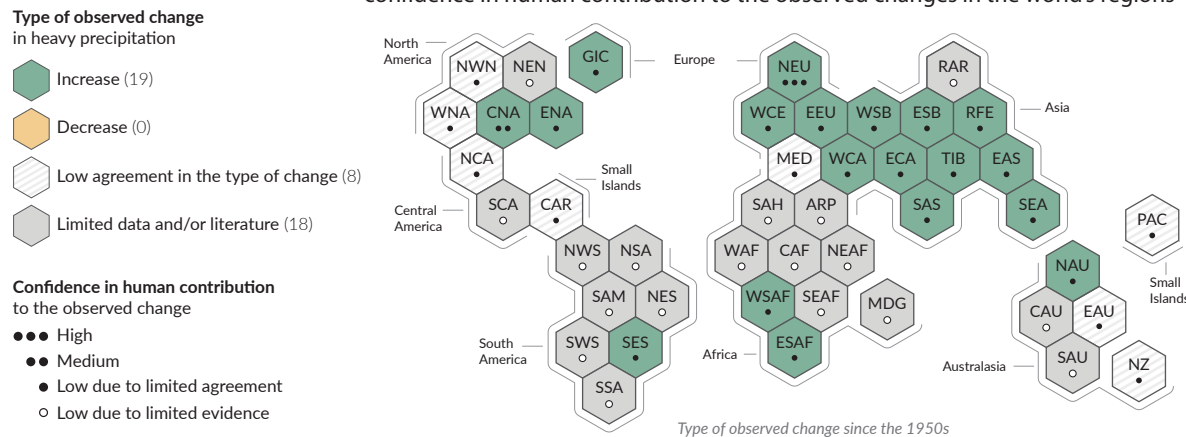 confidence in human contribution to the observed changes in the world's regions
Type of observed change
in heavy precipitation
Increase (19)
Decrease (0)
Low agreement in the type of change (8)
Limited data and/or literature (18)
Confidence in human contribution
to the observed change
High
Medium
Low due to limited agreement
Low due to limited evidence
North
America
NWN
NEN
GIC
Europe
NEU
RAR
WNA
CNA
ENA
WCE
EEU
WSB
ESB
RFE
Asia
NCA
MED
WCA
ECA
TIB
EAS
Small
Islands
Central
America
SCA
CAR
SAH
ARP
SAS
SEA
PAC
NWS
NSA
WAF
CAF
NEAF
NAU
Small
Islands
SAM
NES
WSAF
SEAF
MDG
CAU
EAU
South
America
SWS
SES
Africa
ESAF
Australasia
SAU
NZ
SSA
Type of observed change since the 1950s